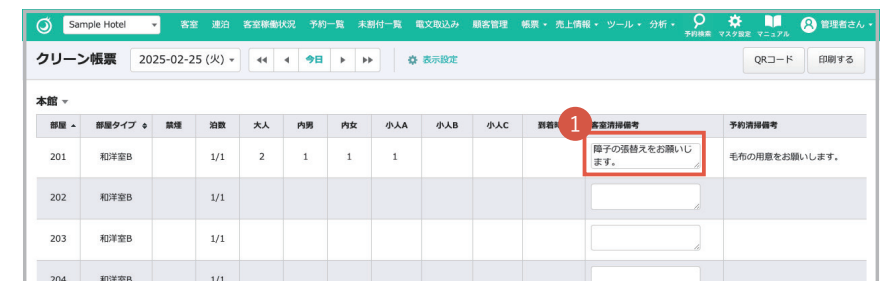 Sample Hotel 客室 連泊 客室稼働状況 予約一覧 未割付一覧 電文取込み 顧客管理 帳票 売上情報 ツール 分析 予約検索 マスタ設定 マニュアル 管理者さん
クリーン帳票 2025-02-25 (火) 今日 表示設定 QRコード 印刷する
本館
部屋 部屋タイプ 禁煙 泊数 大人 内男 内女 小人A 小人B 小人C 到着 1 客室清掃備考 予約清掃備考
201 和洋室B 1/1 2 1 1 1 障子の張替えをお願いし 毛布の用意をお願いします。
ます。
202 和洋室B 1/1
203 和洋室B 1/1
204 和洋室B 1/1